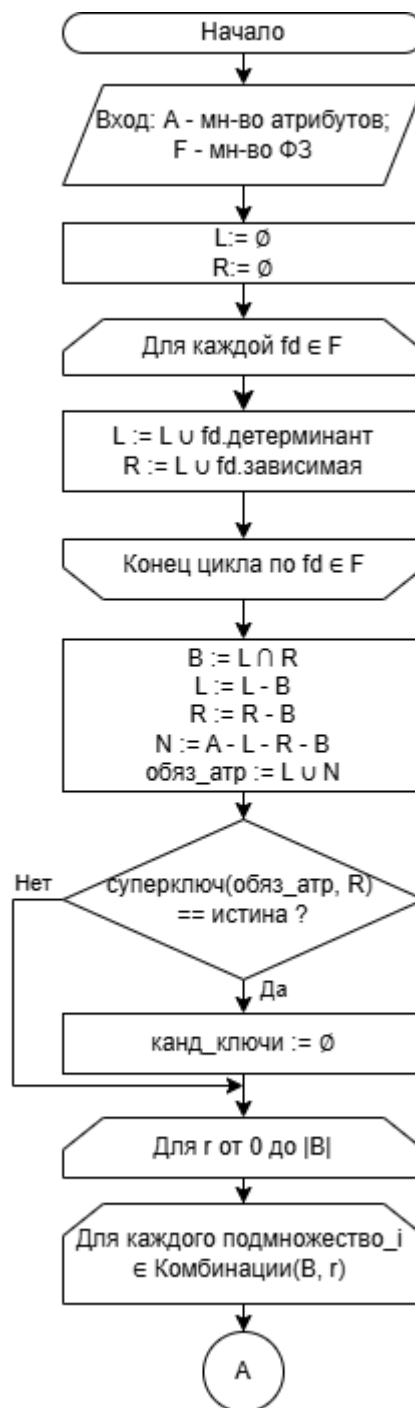 Начало
Вход: A - мн-во атрибутов;
F - мн-во ФЗ
L:= ∅
R:= ∅
Для каждой fd ∈ F
L := L ∪ fd.детерминант
R := L ∪ fd.зависимая
Конец цикла по fd ∈ F
B := L ∩ R
L := L - B
R := R - B
N := A - L - R - B
обяз_атр := L ∪ N
Нет
суперключ(обяз_атр, R)
== истина ?
Да
канд_ключи := ∅
Для r от 0 до |B|
Для каждого подмножество_i
∈ Комбинации(B, r)
A